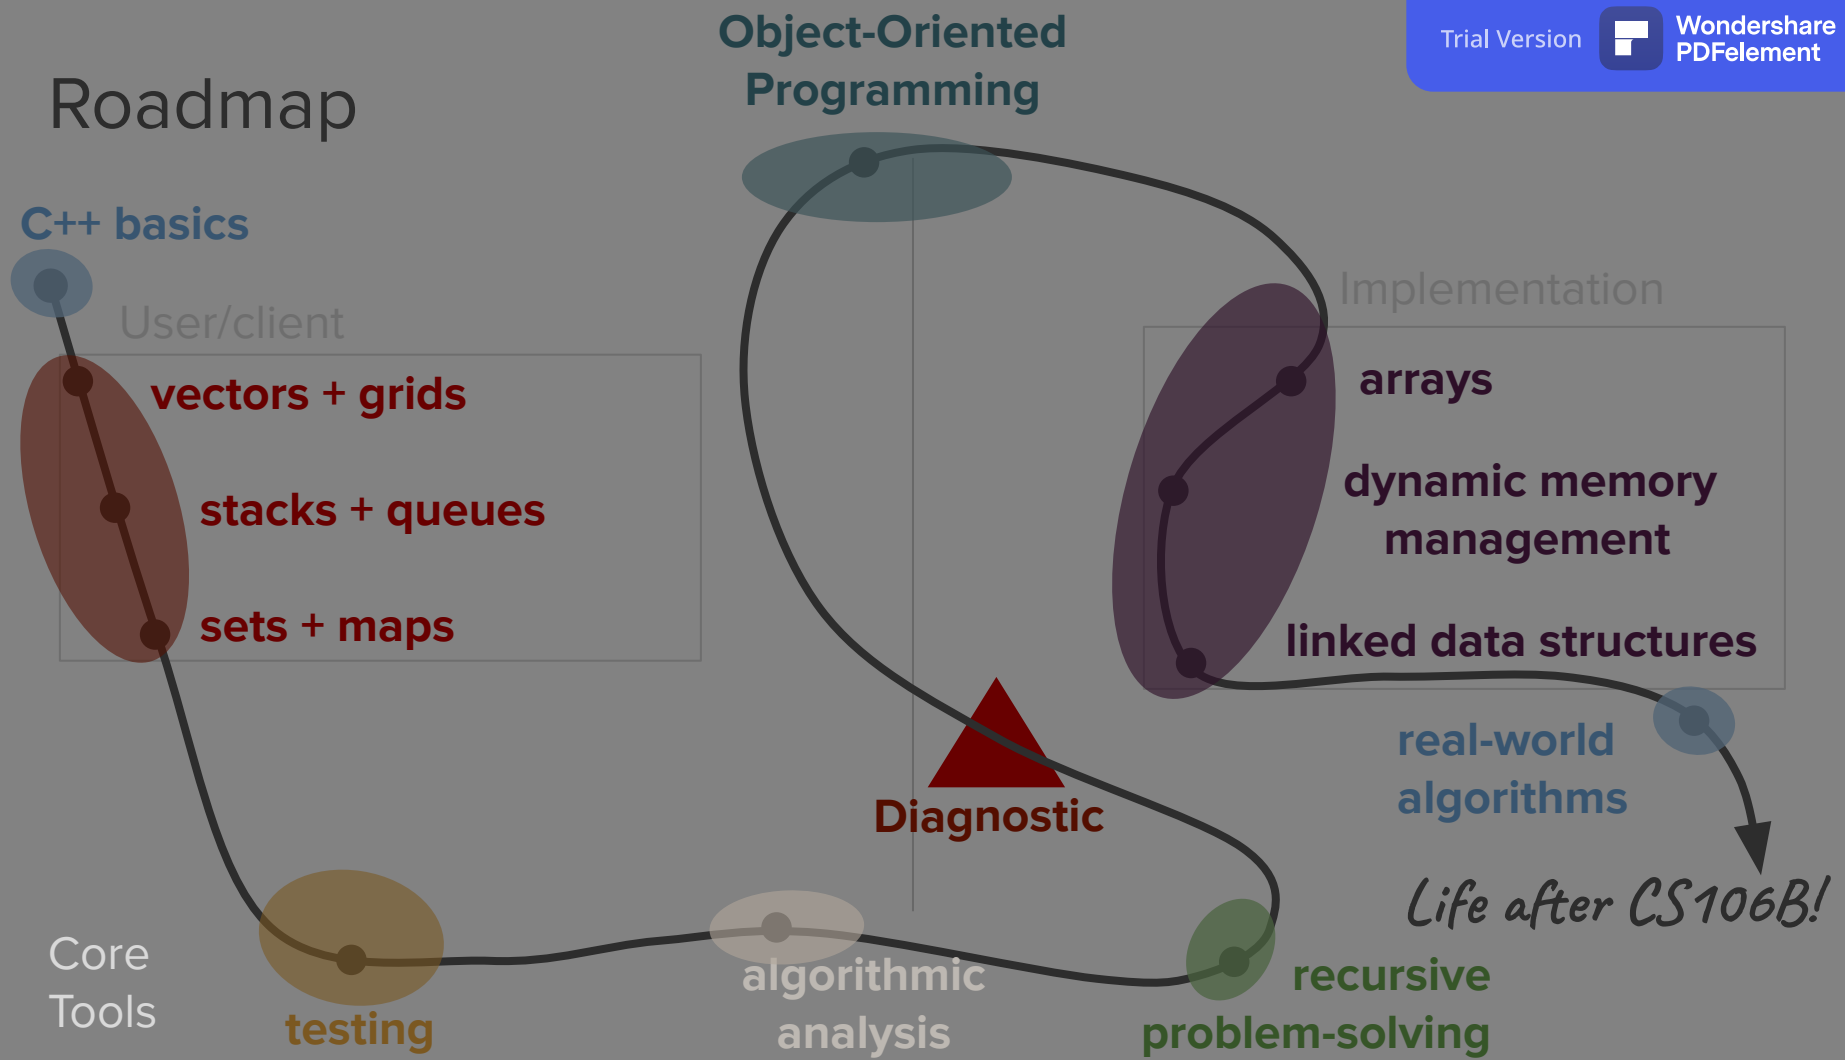 Object-Oriented
Programming
Trial Version
Wondershare
PDFelement
Roadmap
C++ basics
User/client
Implementation
vectors + grids
arrays
stacks + queues
dynamic memory
management
sets + maps
linked data structures
real-world
algorithms
Diagnostic
Life after CS106B!
Core
Tools
testing
algorithmic
analysis
recursive
problem-solving